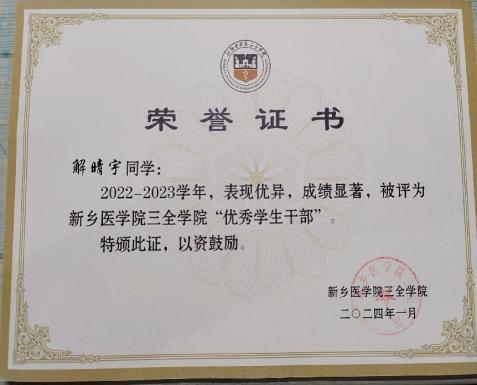 荣誉证书
解晴宇同学：
2022-2023学年，表现优异，成绩显著，被评为
新乡医学院三全学院“优秀学生干部”。
特颁此证，以资鼓励。
新乡医学院三全学院
二〇二四年一月